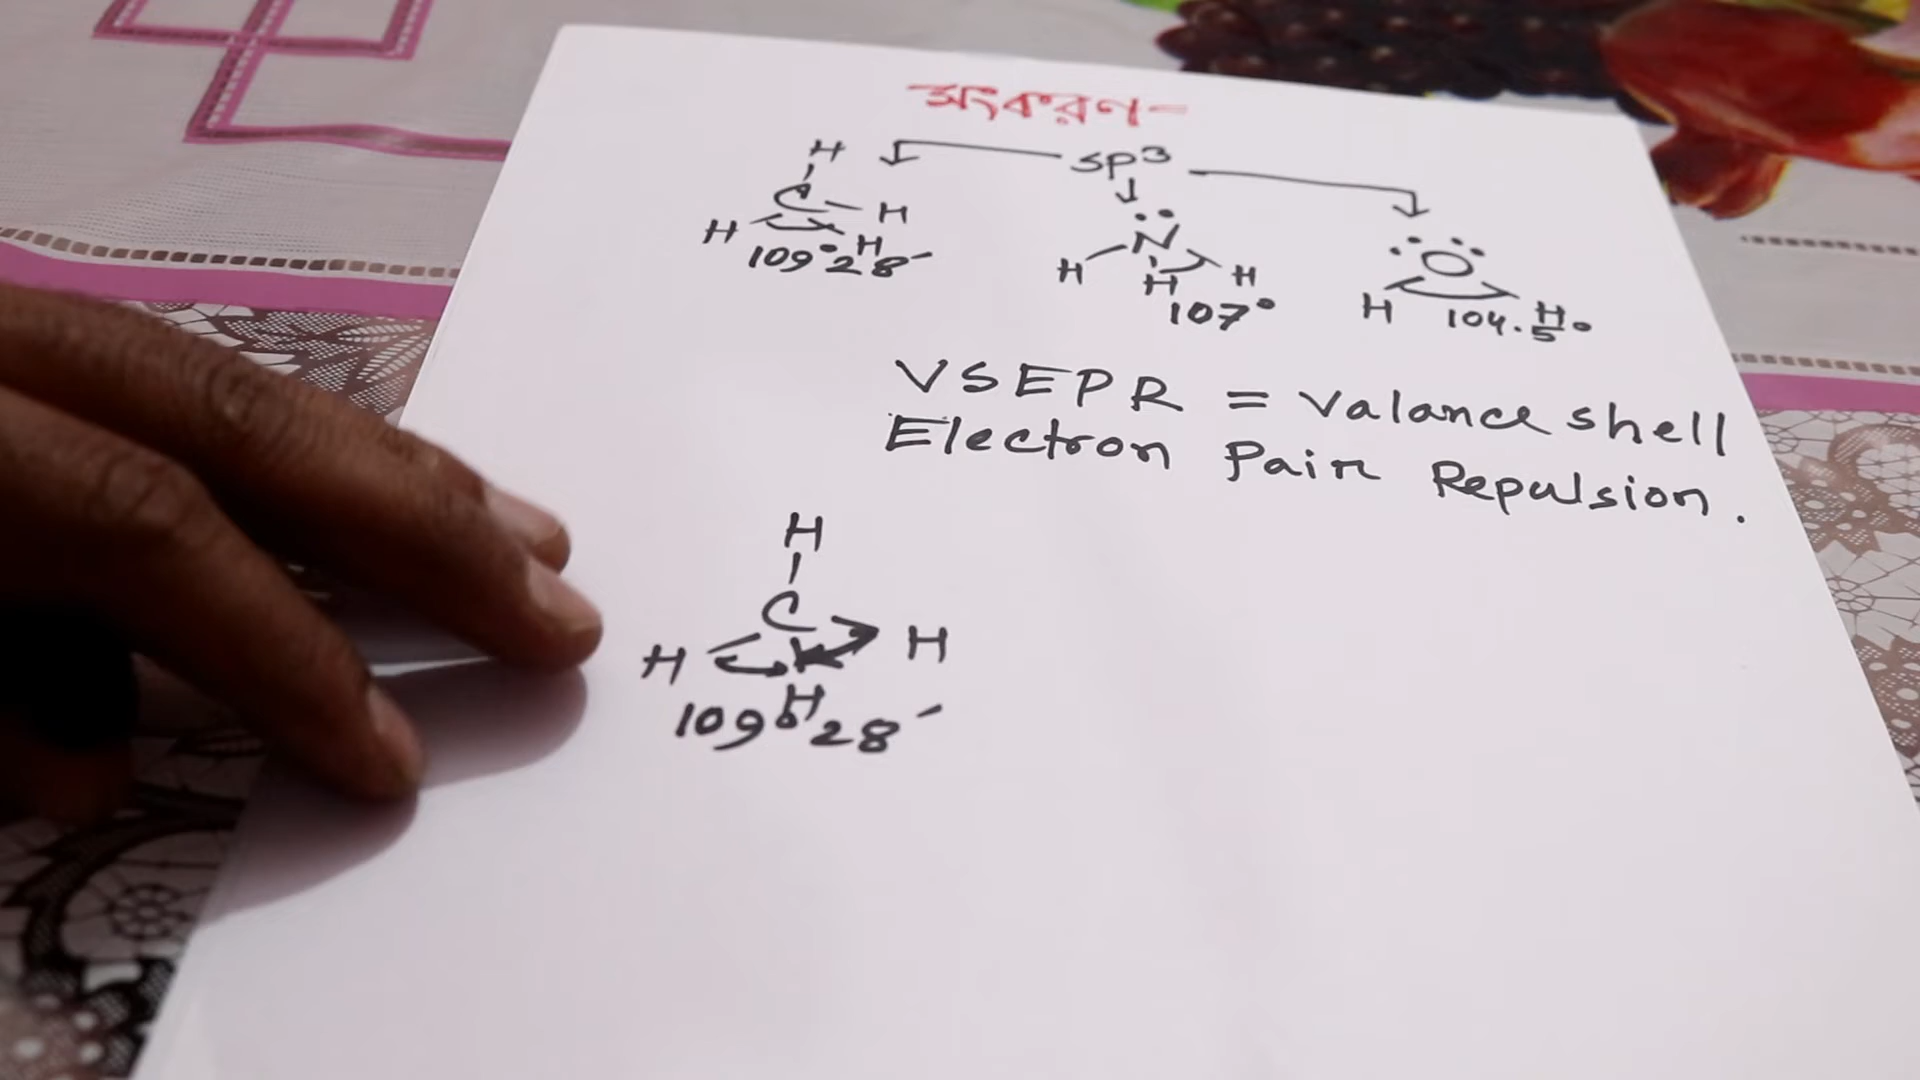 সংকরণ-
SP³
H
C
H H H
109°28′
N
H H H
107°
O
H H
104.5°
VSEPR = Valance shell
Electron Pair Repulsion.
H
C
H H H
109°28′